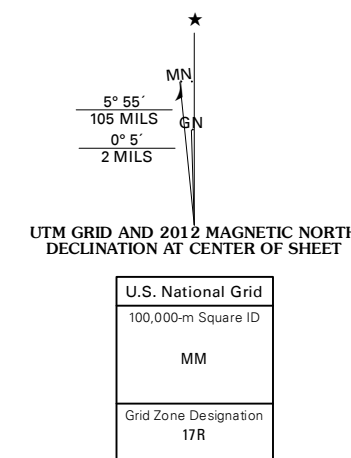 MN
5° 55´
105 MILS
GN
0° 5´
2 MILS
UTM GRID AND 2012 MAGNETIC NORTH
DECLINATION AT CENTER OF SHEET
U.S. National Grid
100,000-m Square ID
MM
Grid Zone Designation
17R